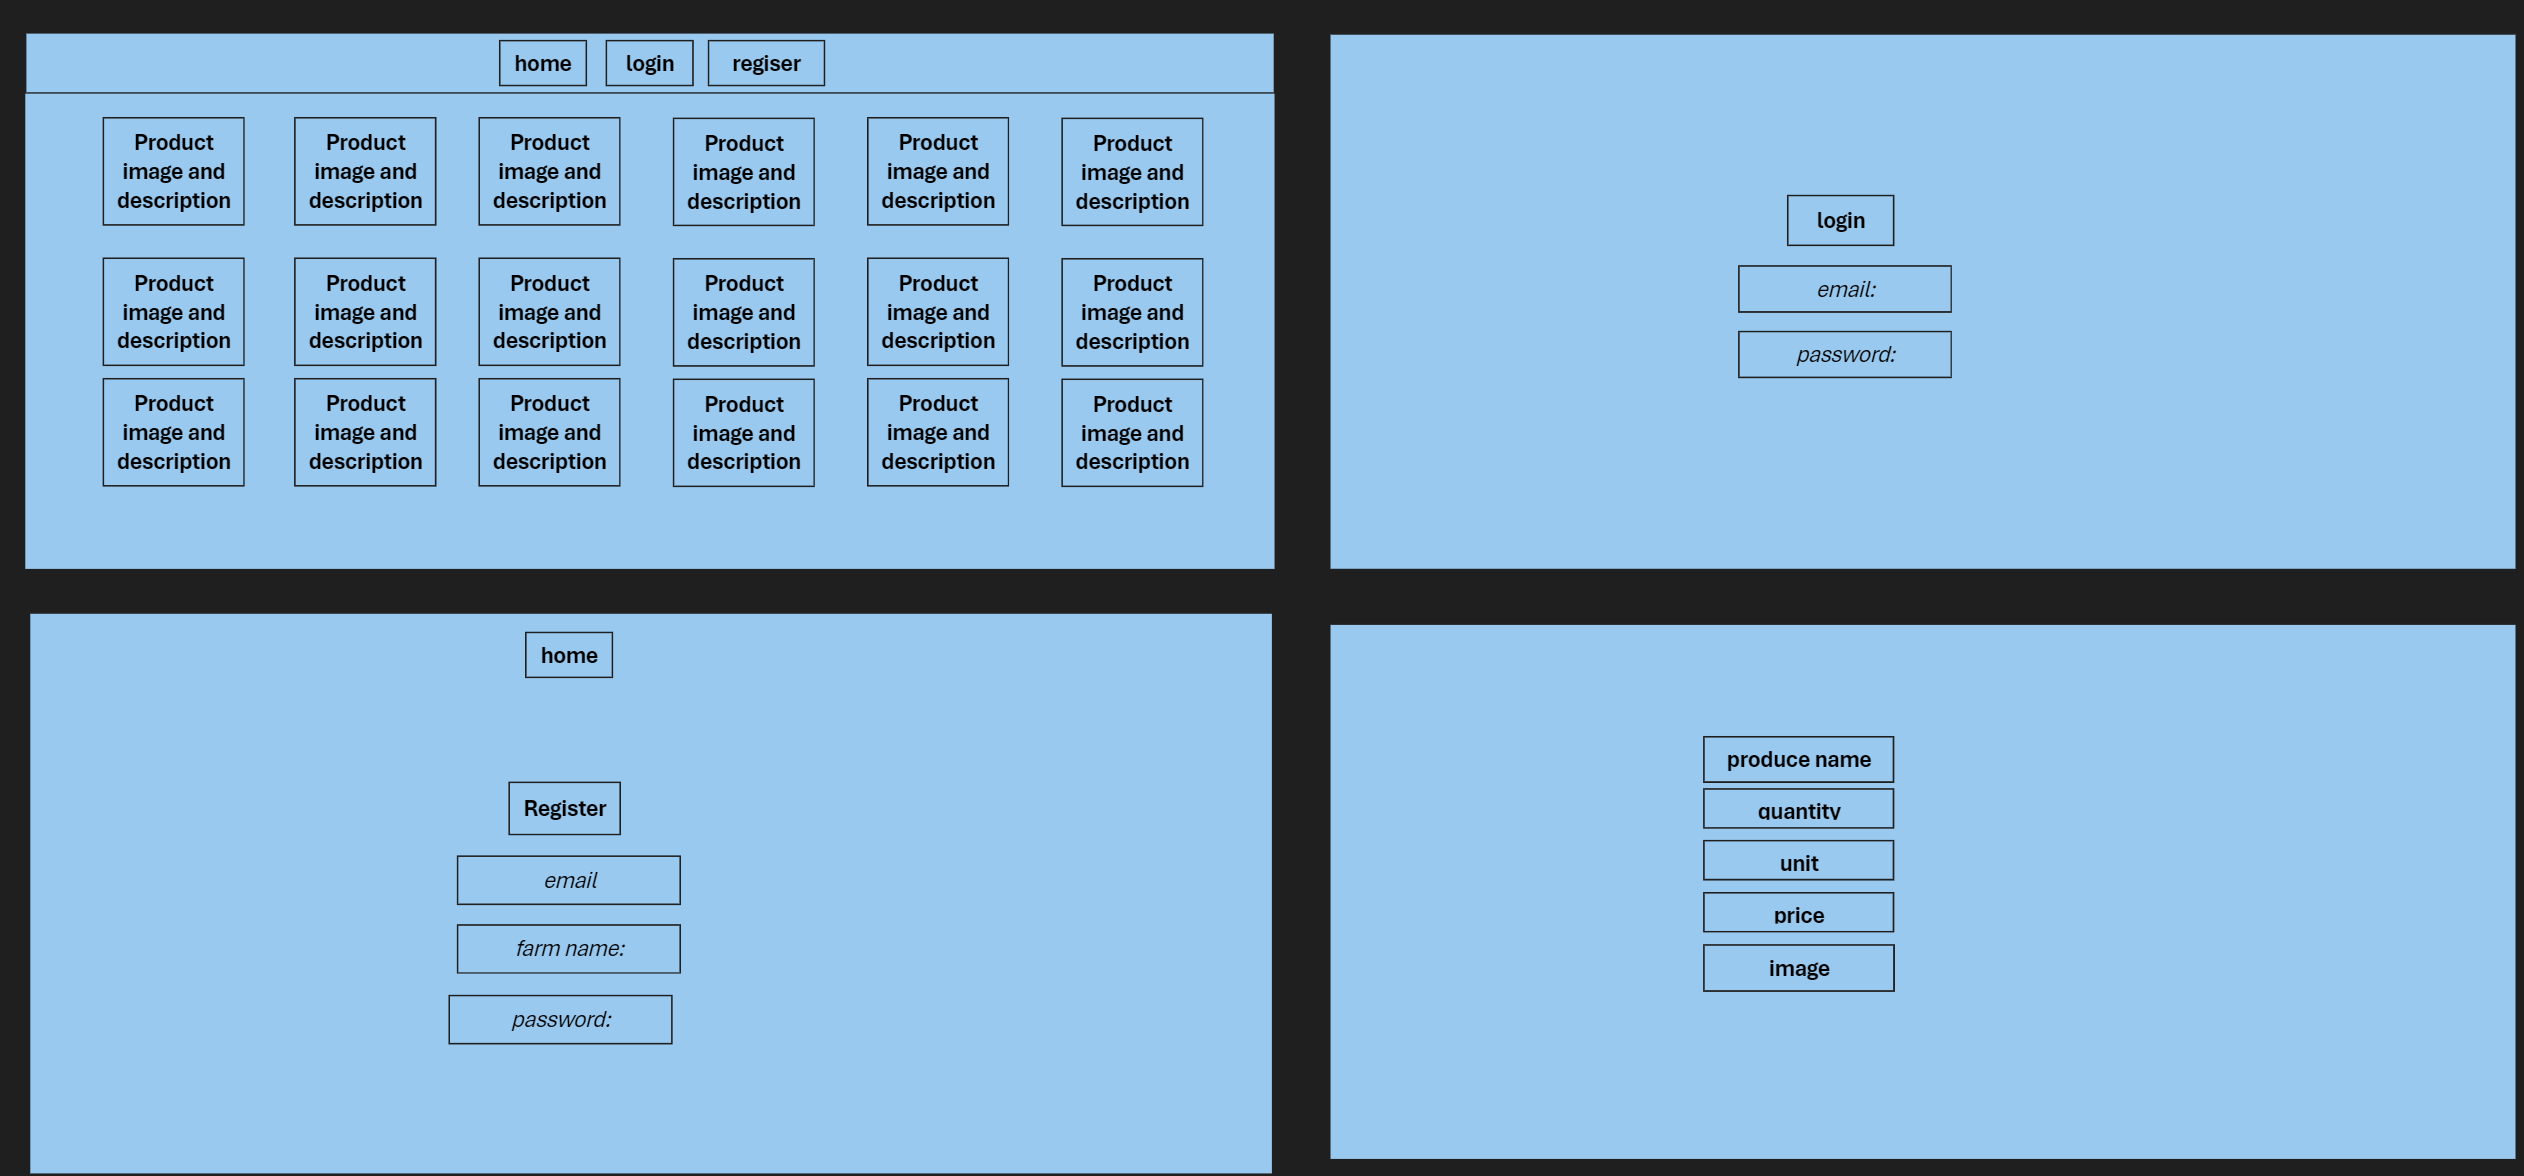 home login regiser
Product Product Product Product Product Product
image and image and image and image and image and image and
description description description description description description
Product Product Product Product Product Product
image and image and image and image and image and image and
description description description description description description
Product Product Product Product Product Product
image and image and image and image and image and image and
description description description description description description
login
email:
password:
home
Register
email
farm name:
password:
produce name
quantity
unit
price
image